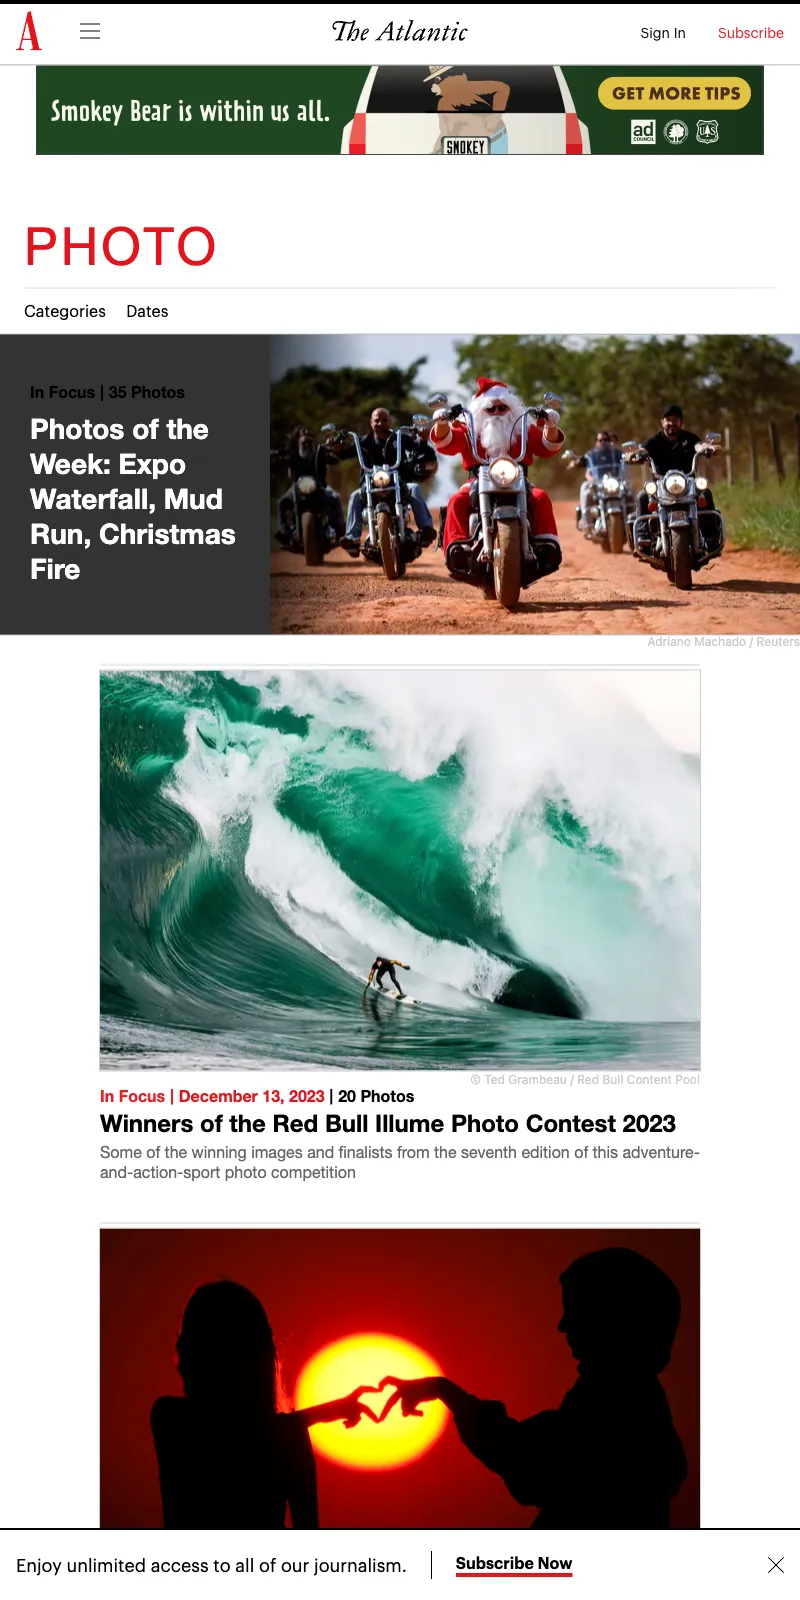 A
The Atlantic
Sign In
Subscribe
Smokey Bear is within us all.
SMOKEY
GET MORE TIPS
ad
COUNCIL
UAS
PHOTO
Categories Dates
In Focus | 35 Photos
Photos of the
Week: Expo
Waterfall, Mud
Run, Christmas
Fire
Adriano Machado / Reuters
© Ted Grambeau / Red Bull Content Pool
In Focus | December 13, 2023 | 20 Photos
Winners of the Red Bull Illume Photo Contest 2023
Some of the winning images and finalists from the seventh edition of this adventure-
and-action-sport photo competition
Enjoy unlimited access to all of our journalism.
Subscribe Now